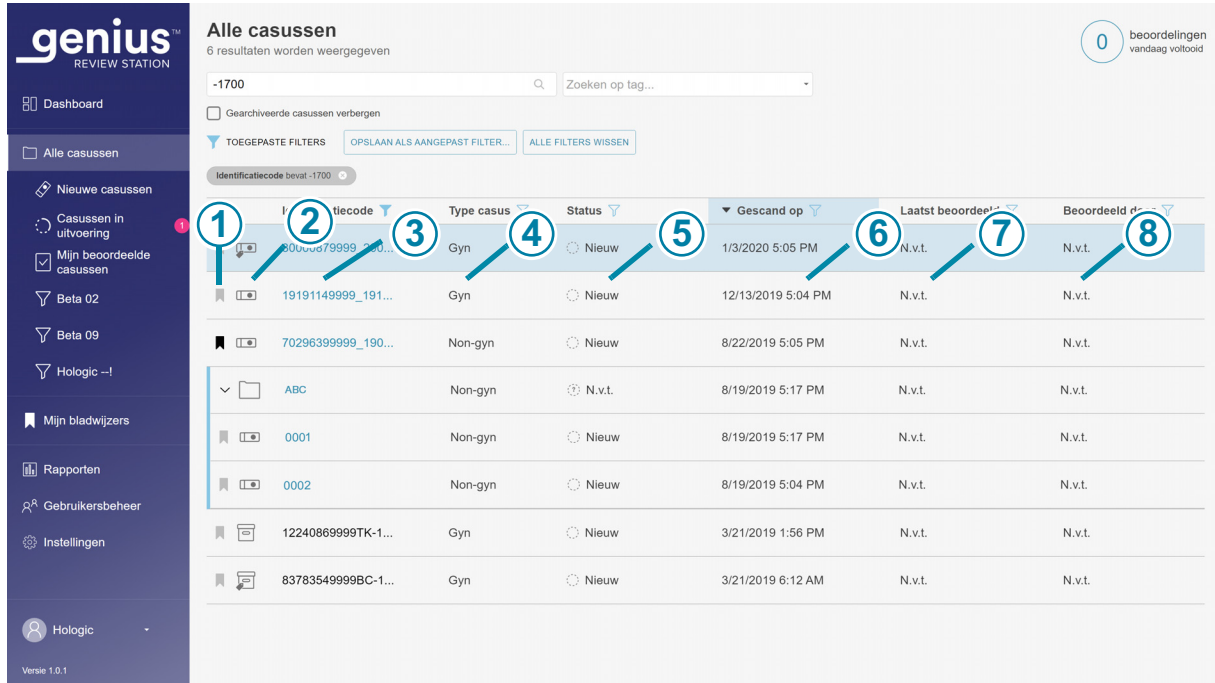 genius™
REVIEW STATION
Dashboard
Alle casussen
Nieuwe casussen
Casussen in
uitvoering
1
Mijn beoordeelde
casussen
Beta 02
Beta 09
Hologic --!
Mijn bladwijzers
Rapporten
Gebruikersbeheer
Instellingen
Hologic
Versie 1.0.1
Alle casussen
6 resultaten worden weergegeven
0 beoordelingen
vandaag voltooid
-1700 Zoeken op tag...
Gearchiveerde casussen verbergen
TOEGEPASTE FILTERS OPSLAAN ALS AANGEPAST FILTER... ALLE FILTERS WISSEN
Identificatiecode bevat -1700
Type casus Status Gescand op Laatst beoordeeld
1 2 3 4 5 6 7 8
Gyn Nieuw 1/3/2020 5:05 PM N.v.t. N.v.t.
19191149999_191... Gyn Nieuw 12/13/2019 5:04 PM N.v.t. N.v.t.
70296399999_190... Non-gyn Nieuw 8/22/2019 5:05 PM N.v.t. N.v.t.
ABC Non-gyn N.v.t. 8/19/2019 5:17 PM N.v.t. N.v.t.
0001 Non-gyn Nieuw 8/19/2019 5:17 PM N.v.t. N.v.t.
0002 Non-gyn Nieuw 8/19/2019 5:04 PM N.v.t. N.v.t.
12240869999TK-1... Gyn Nieuw 3/21/2019 1:56 PM N.v.t. N.v.t.
83783549999BC-1... Gyn Nieuw 3/21/2019 6:12 AM N.v.t. N.v.t.